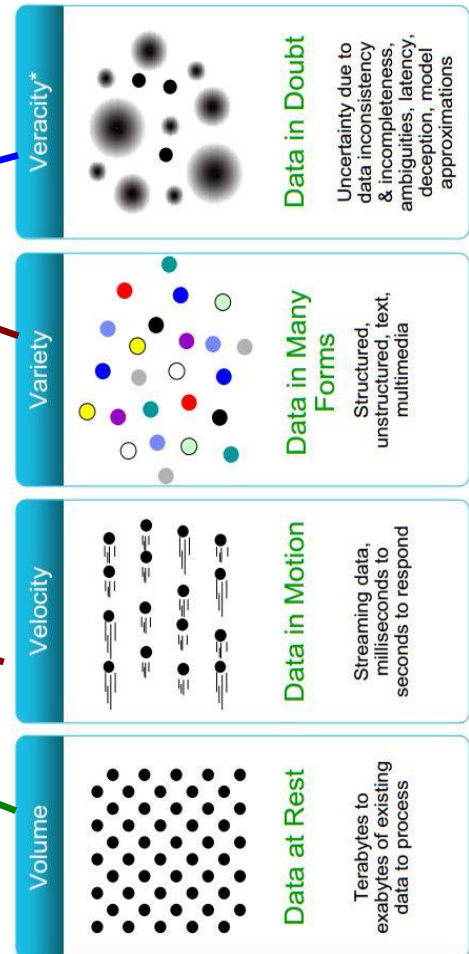 Volume
Data at Rest
Terabytes to
exabytes of existing
data to process
Velocity
Data in Motion
Streaming data,
milliseconds to
seconds to respond
Variety
Data in Many
Forms
Structured,
unstructured, text,
multimedia
Veracity*
Data in Doubt
Uncertainty due to
data inconsistency
& incompleteness,
ambiguities, latency,
deception, model
approximations